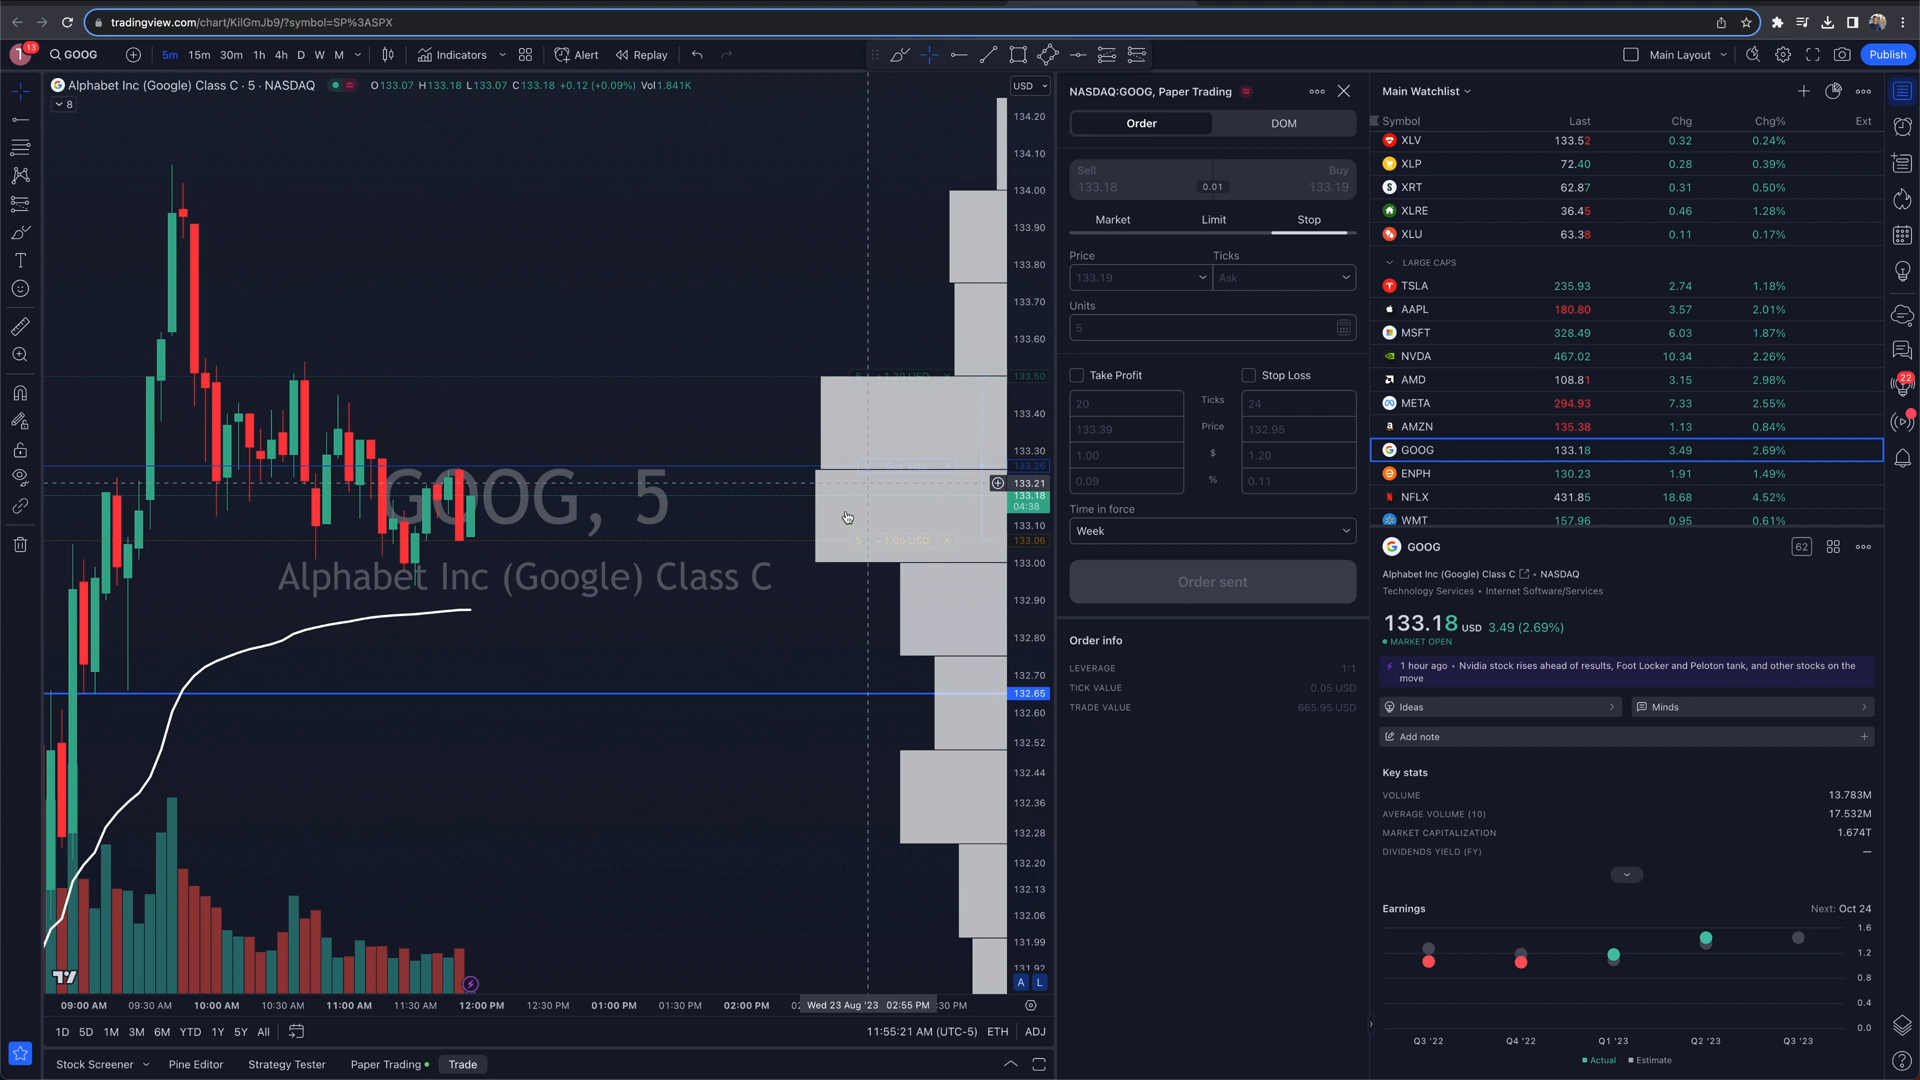 tradingview.com/chart/KilGmJb9/?symbol=SP%3ASPX
13
GOOG
5m 15m 30m 1h 4h D W M
Indicators
Alert
Replay
Main Layout
Publish
Alphabet Inc (Google) Class C · 5 · NASDAQ
O133.07 H133.18 L133.07 C133.18 +0.12 (+0.09%) Vol1.841K
8
USD
134.20
134.10
134.00
133.90
133.80
133.70
133.60
133.50
133.40
133.30
133.26
133.21
133.18
04:38
133.10
133.06
133.00
132.90
132.80
132.70
132.65
132.60
132.52
132.44
132.36
132.28
132.20
132.13
132.06
131.99
131.92
A L
GOOG, 5
Alphabet Inc (Google) Class C
09:00 AM 09:30 AM 10:00 AM 10:30 AM 11:00 AM 11:30 AM 12:00 PM 12:30 PM 01:00 PM 01:30 PM 02:00 PM Wed 23 Aug '23 02:55 PM :30 PM
1D 5D 1M 3M 6M YTD 1Y 5Y All
11:55:21 AM (UTC-5) ETH ADJ
Stock Screener
Pine Editor
Strategy Tester
Paper Trading
Trade
NASDAQ:GOOG, Paper Trading
Order DOM
Sell Buy
133.18 0.01 133.19
Market Limit Stop
Price Ticks
133.19 Ask
Units
5
Take Profit Stop Loss
20 Ticks 24
133.39 Price 132.95
1.00 $ 1.20
0.09 % 0.11
Time in force
Week
Order sent
Order info
LEVERAGE 1:1
TICK VALUE 0.05 USD
TRADE VALUE 665.95 USD
Main Watchlist
Symbol Last Chg Chg% Ext
XLV 133.52 0.32 0.24%
XLP 72.40 0.28 0.39%
XRT 62.87 0.31 0.50%
XLRE 36.45 0.46 1.28%
XLU 63.38 0.11 0.17%
LARGE CAPS
TSLA 235.93 2.74 1.18%
AAPL 180.80 3.57 2.01%
MSFT 328.49 6.03 1.87%
NVDA 467.02 10.34 2.26%
AMD 108.81 3.15 2.98%
META 294.93 7.33 2.55%
AMZN 135.38 1.13 0.84%
GOOG 133.18 3.49 2.69%
ENPH 130.23 1.91 1.49%
NFLX 431.85 18.68 4.52%
WMT 157.96 0.95 0.61%
GOOG
62
Alphabet Inc (Google) Class C • NASDAQ
Technology Services • Internet Software/Services
133.18 USD 3.49 (2.69%)
MARKET OPEN
1 hour ago • Nvidia stock rises ahead of results, Foot Locker and Peloton tank, and other stocks on the
move
Ideas
Minds
Add note
Key stats
VOLUME 13.783M
AVERAGE VOLUME (10) 17.532M
MARKET CAPITALIZATION 1.674T
DIVIDENDS YIELD (FY) —
Earnings Next: Oct 24
1.6
1.2
0.8
0.4
0.0
Q3 '22 Q4 '22 Q1 '23 Q2 '23 Q3 '23
Actual Estimate
22